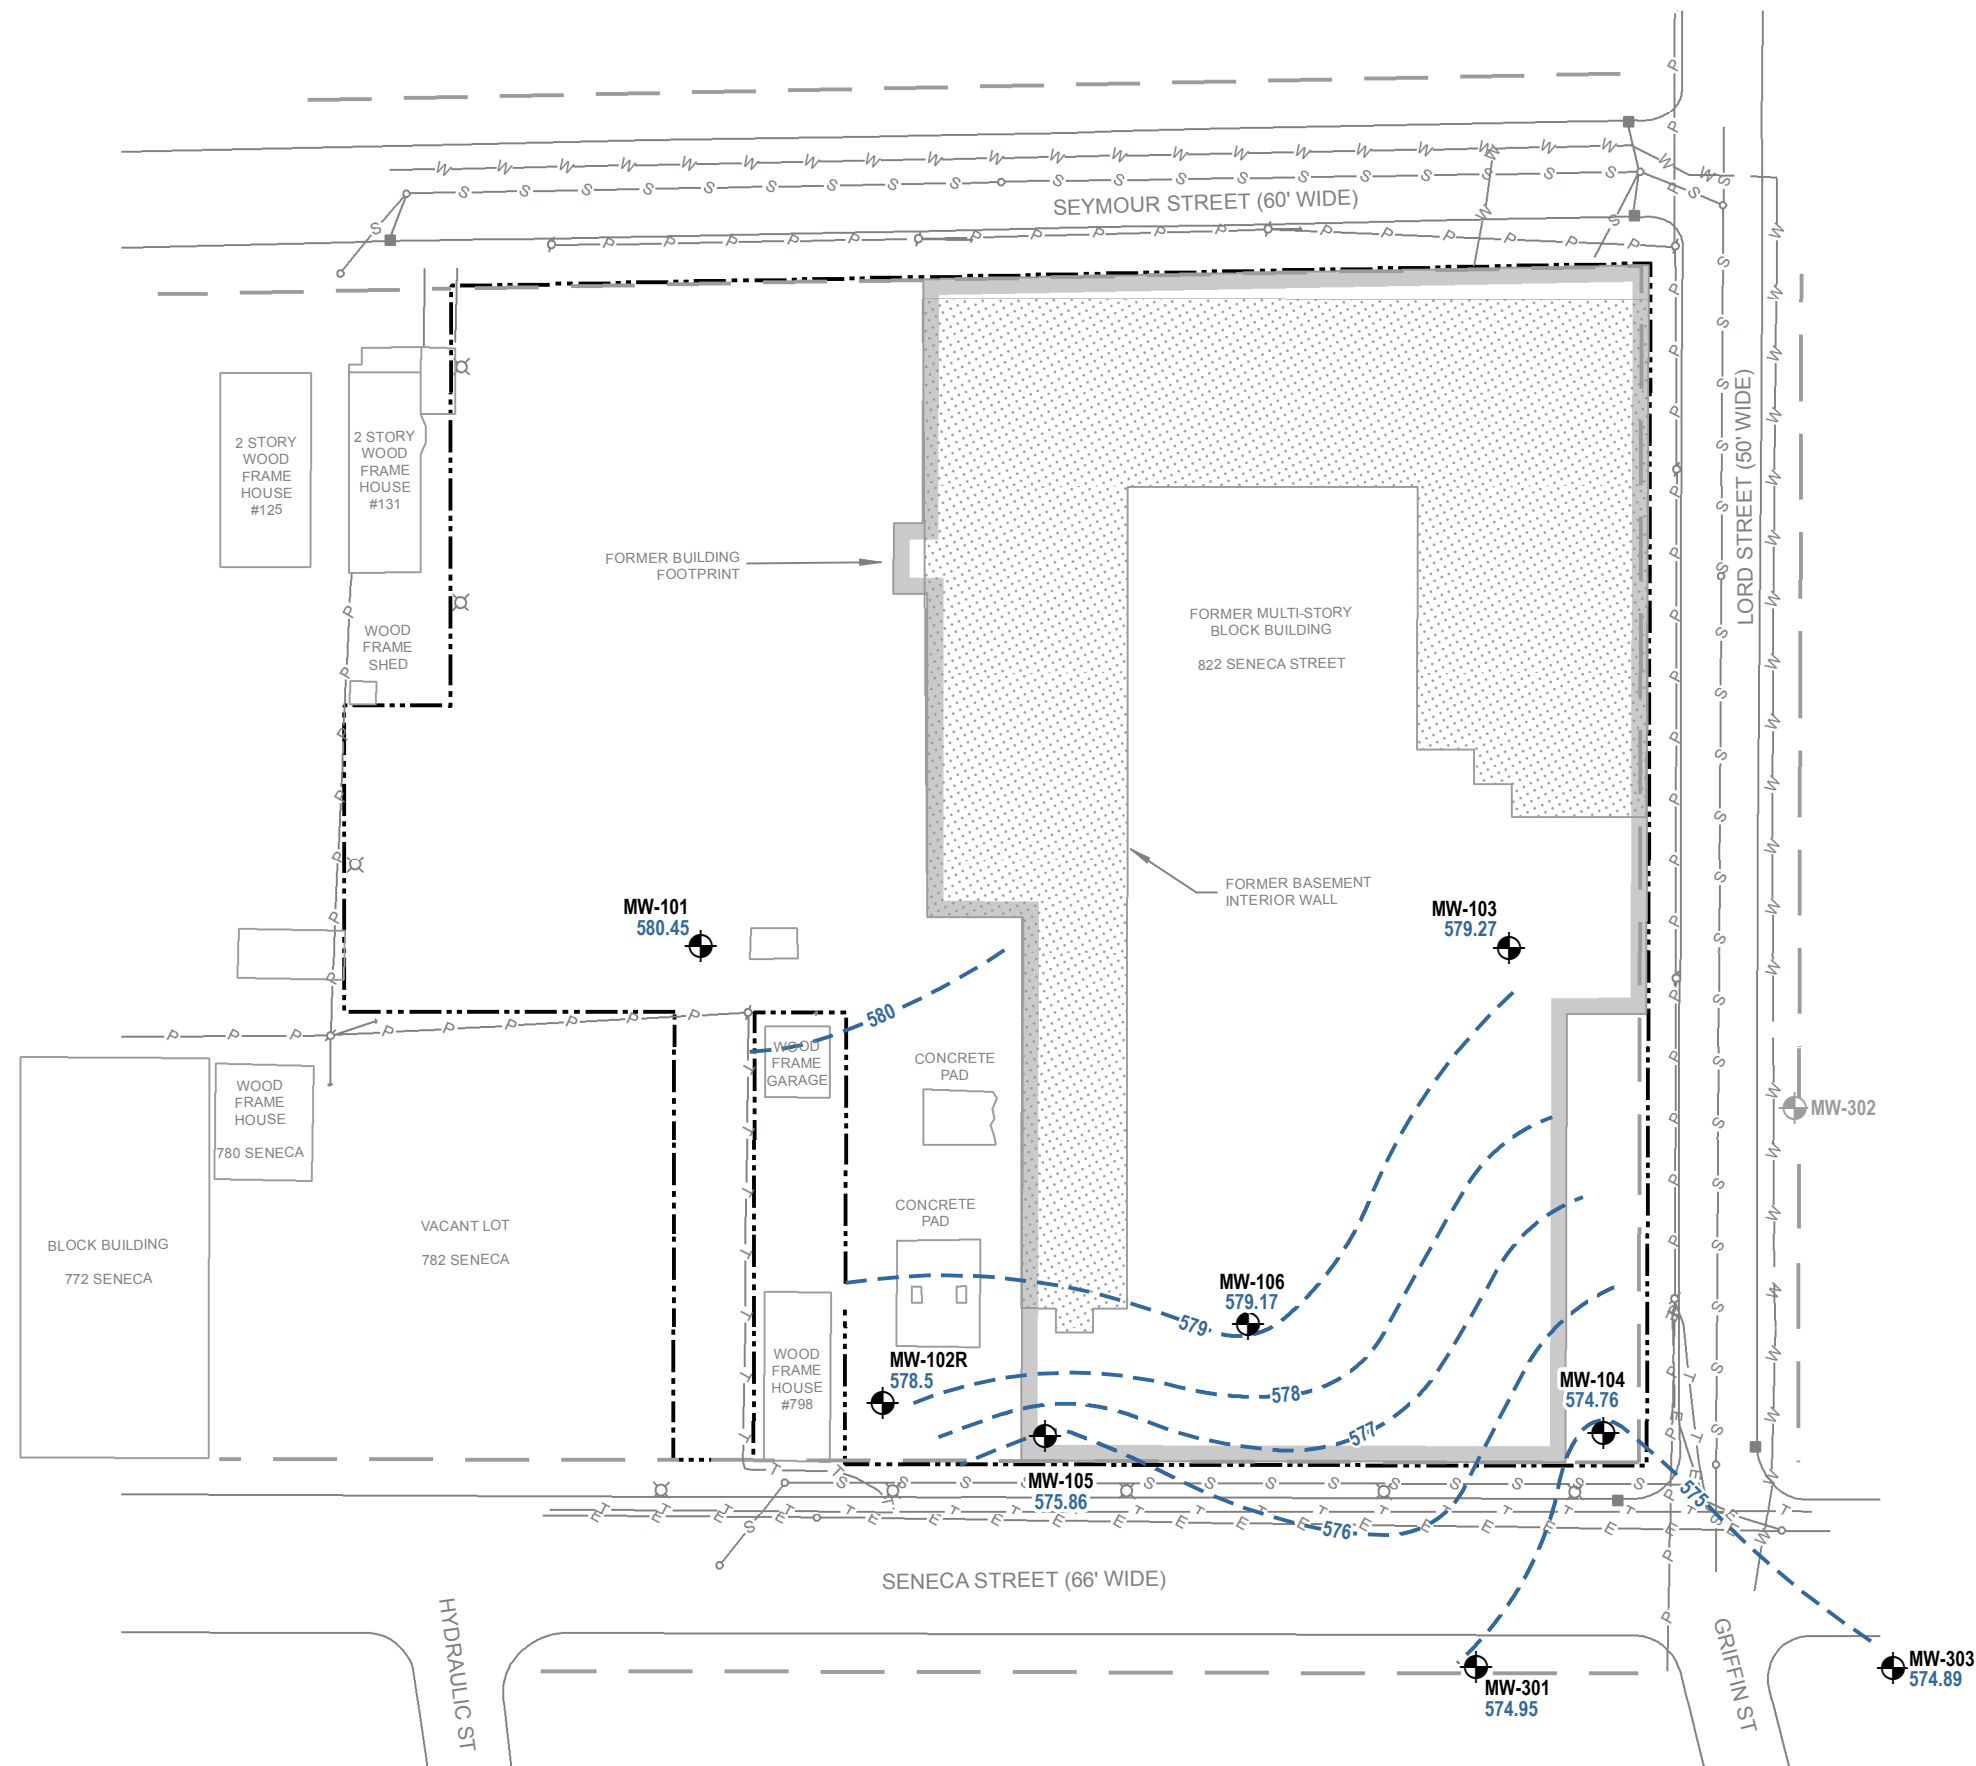 SEYMOUR STREET (60' WIDE)
LORD STREET (50' WIDE)
2 STORY
WOOD
FRAME
HOUSE
#125
2 STORY
WOOD
FRAME
HOUSE
#131
FORMER BUILDING
FOOTPRINT
WOOD
FRAME
SHED
FORMER MULTI-STORY
BLOCK BUILDING
822 SENECA STREET
FORMER BASEMENT
INTERIOR WALL
MW-101
580.45
MW-103
579.27
580
WOOD
FRAME
GARAGE
CONCRETE
PAD
WOOD
FRAME
HOUSE
780 SENECA
MW-302
CONCRETE
PAD
VACANT LOT
782 SENECA
BLOCK BUILDING
772 SENECA
MW-106
579.17
579
WOOD
FRAME
HOUSE
#798
MW-102R
578.5
578
MW-104
574.76
577
MW-105
575.86
575
576
SENECA STREET (66' WIDE)
HYDRAULIC ST
GRIFFIN ST
MW-301
574.95
MW-303
574.89